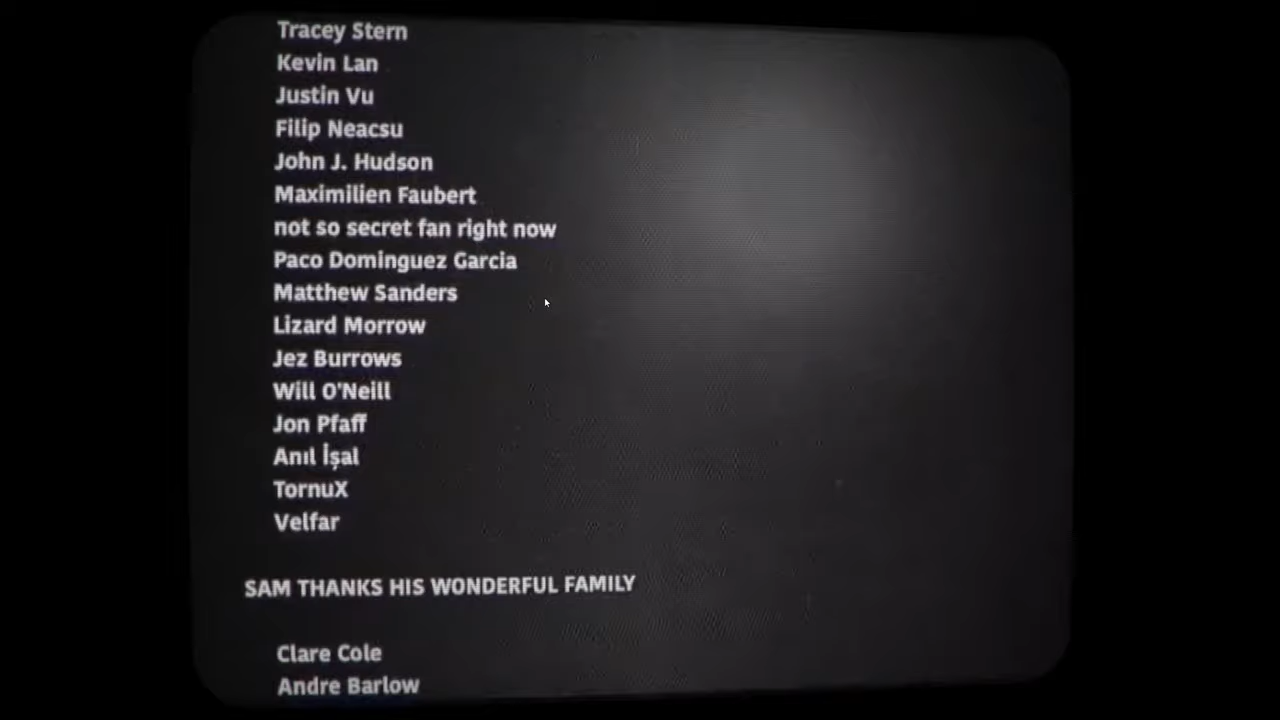 Tracey Stern
Kevin Lan
Justin Vu
Filip Neacsu
John J. Hudson
Maximilien Faubert
not so secret fan right now
Paco Dominguez Garcia
Matthew Sanders
Lizard Morrow
Jez Burrows
Will O'Neill
Jon Pfaff
Anıl İşal
TornuX
Velfar
SAM THANKS HIS WONDERFUL FAMILY
Clare Cole
Andre Barlow